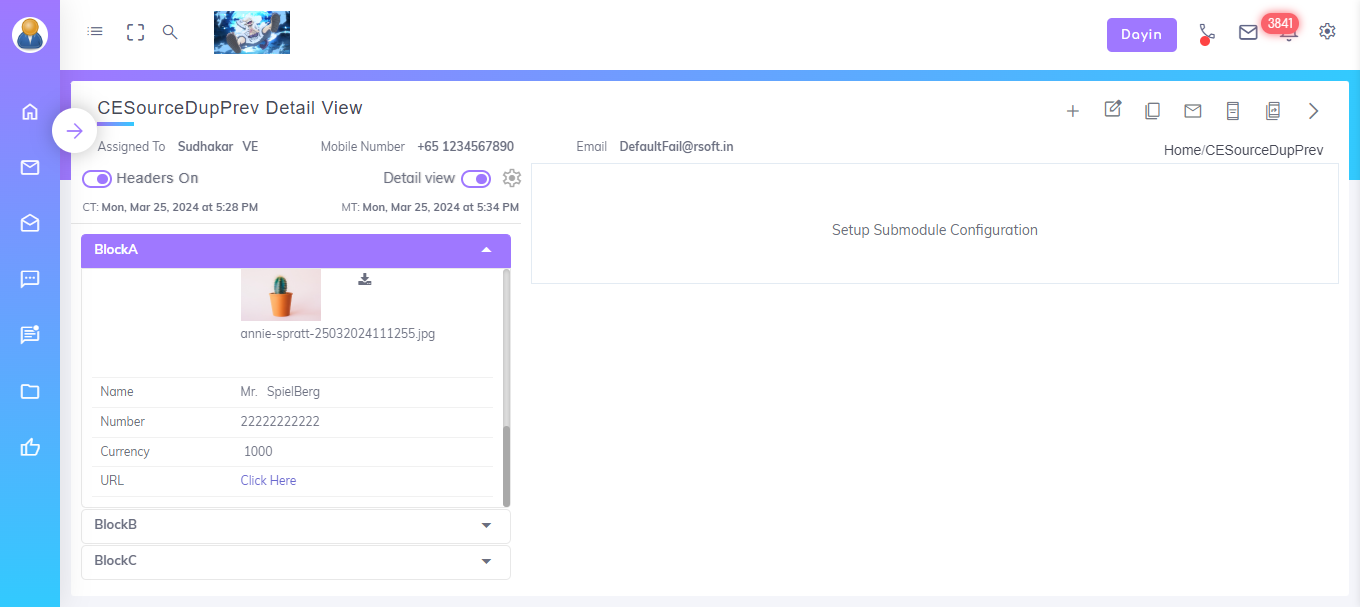 Dayin
3841
CESourceDupPrev Detail View
Assigned To Sudhakar VE Mobile Number +65 1234567890 Email DefaultFail@rsoft.in
Home/CESourceDupPrev
Headers On Detail view
CT: Mon, Mar 25, 2024 at 5:28 PM MT: Mon, Mar 25, 2024 at 5:34 PM
Setup Submodule Configuration
BlockA
annie-spratt-25032024111255.jpg
Name Mr. SpielBerg
Number 22222222222
Currency 1000
URL Click Here
BlockB
BlockC